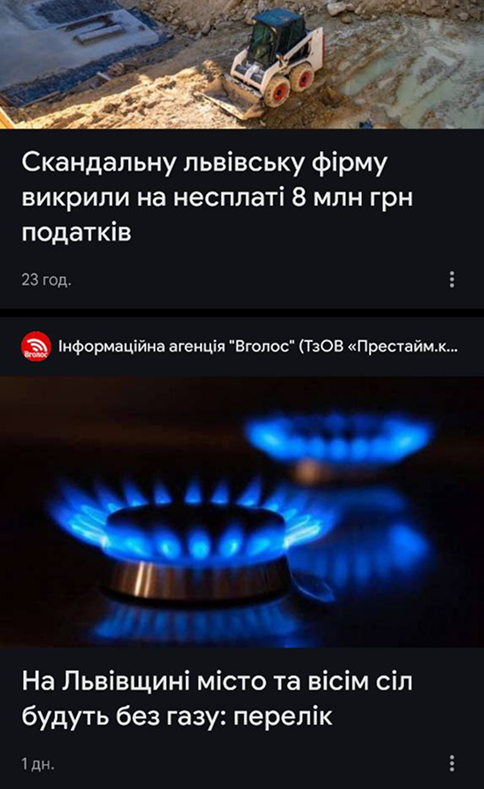 Скандальну львівську фірму
викрили на несплаті 8 млн грн
податків
23 год.
Вголос
Інформаційна агенція "Вголос" (ТзОВ «Престайм.к...
На Львівщині місто та вісім сіл
будуть без газу: перелік
1 дн.